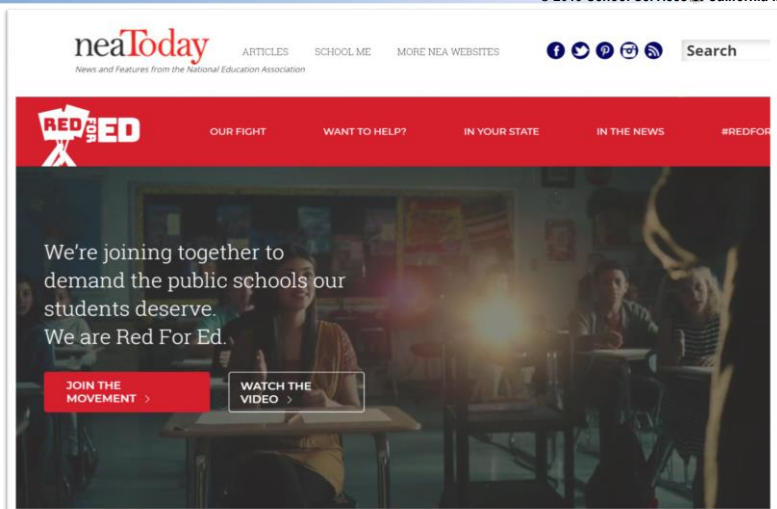 neaToday
ARTICLES SCHOOL ME MORE NEA WEBSITES
Search
News and Features from the National Education Association
RED FOR ED
OUR FIGHT WANT TO HELP? IN YOUR STATE IN THE NEWS #REDFOR
We're joining together to
demand the public schools our
students deserve.
We are Red For Ed.
JOIN THE
MOVEMENT >
WATCH THE
VIDEO >